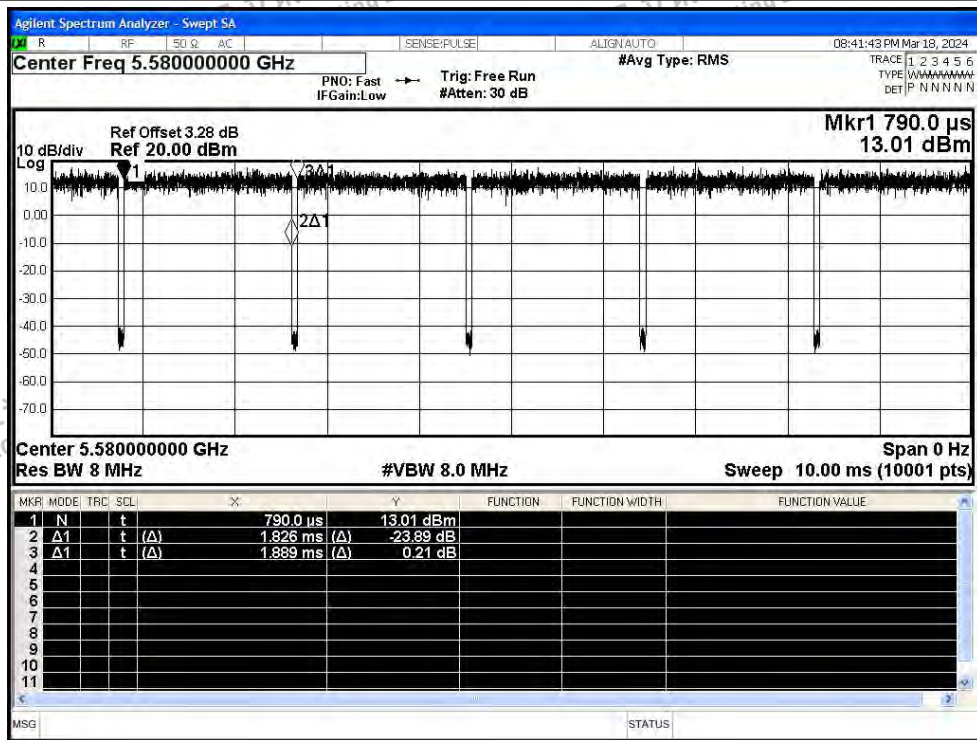 Agilent Spectrum Analyzer - Swept SA
LXI R RF 50 Ω AC SENSE:PULSE ALIGN AUTO 08:41:43 PM Mar 18, 2024
Center Freq 5.580000000 GHz
#Avg Type: RMS
TRACE 1 2 3 4 5 6
PNO: Fast Trig: Free Run
TYPE WWWWWW
IFGain:Low #Atten: 30 dB
DET P N N N N N
Mkr1 790.0 µs
13.01 dBm
Ref Offset 3.28 dB
10 dB/div Ref 20.00 dBm
Log
1
3Δ1
10.0
0.00
2Δ1
-10.0
-20.0
-30.0
-40.0
-50.0
-60.0
-70.0
Center 5.580000000 GHz Span 0 Hz
Res BW 8 MHz #VBW 8.0 MHz Sweep 10.00 ms (10001 pts)
MKR MODE TRC SCL X Y FUNCTION FUNCTION WIDTH FUNCTION VALUE
1 N t 790.0 µs 13.01 dBm
2 Δ1 t (Δ) 1.826 ms (Δ) -23.89 dB
3 Δ1 t (Δ) 1.889 ms (Δ) 0.21 dB
4
5
6
7
8
9
10
11
MSG STATUS